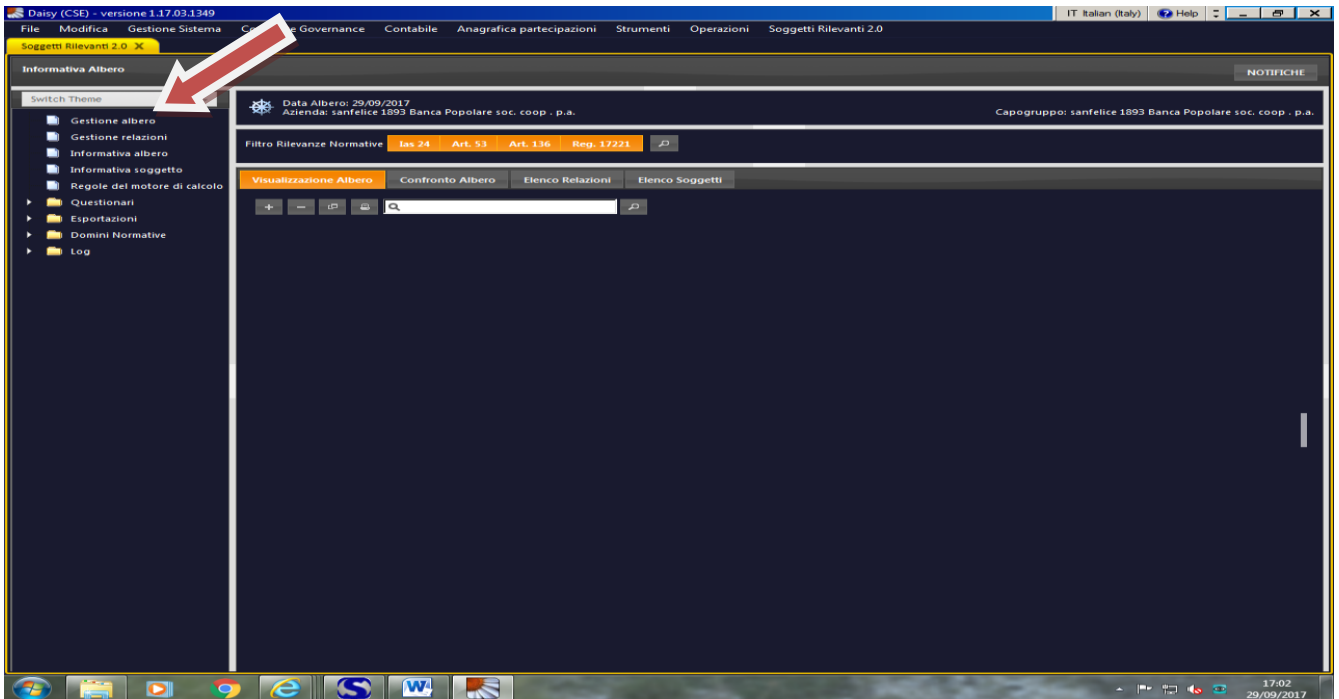 Daisy (CSE) - versione 1.17.03.1349
IT Italian (Italy) Help
File Modifica Gestione Sistema Governance Contabile Anagrafica partecipazioni Strumenti Operazioni Soggetti Rilevanti 2.0
Soggetti Rilevanti 2.0 X
Informativa Albero
NOTIFICHE
Switch Theme
Gestione albero
Gestione relazioni
Informativa albero
Informativa soggetto
Regole del motore di calcolo
Questionari
Esportazioni
Domini Normative
Log
Data Albero: 29/09/2017
Azienda: sanfelice 1893 Banca Popolare soc. coop . p.a.
Capogruppo: sanfelice 1893 Banca Popolare soc. coop . p.a.
Filtro Rilevanze Normative Ias 24 Art. 53 Art. 136 Reg. 17221
Visualizzazione Albero Confronto Albero Elenco Relazioni Elenco Soggetti
17:02
29/09/2017